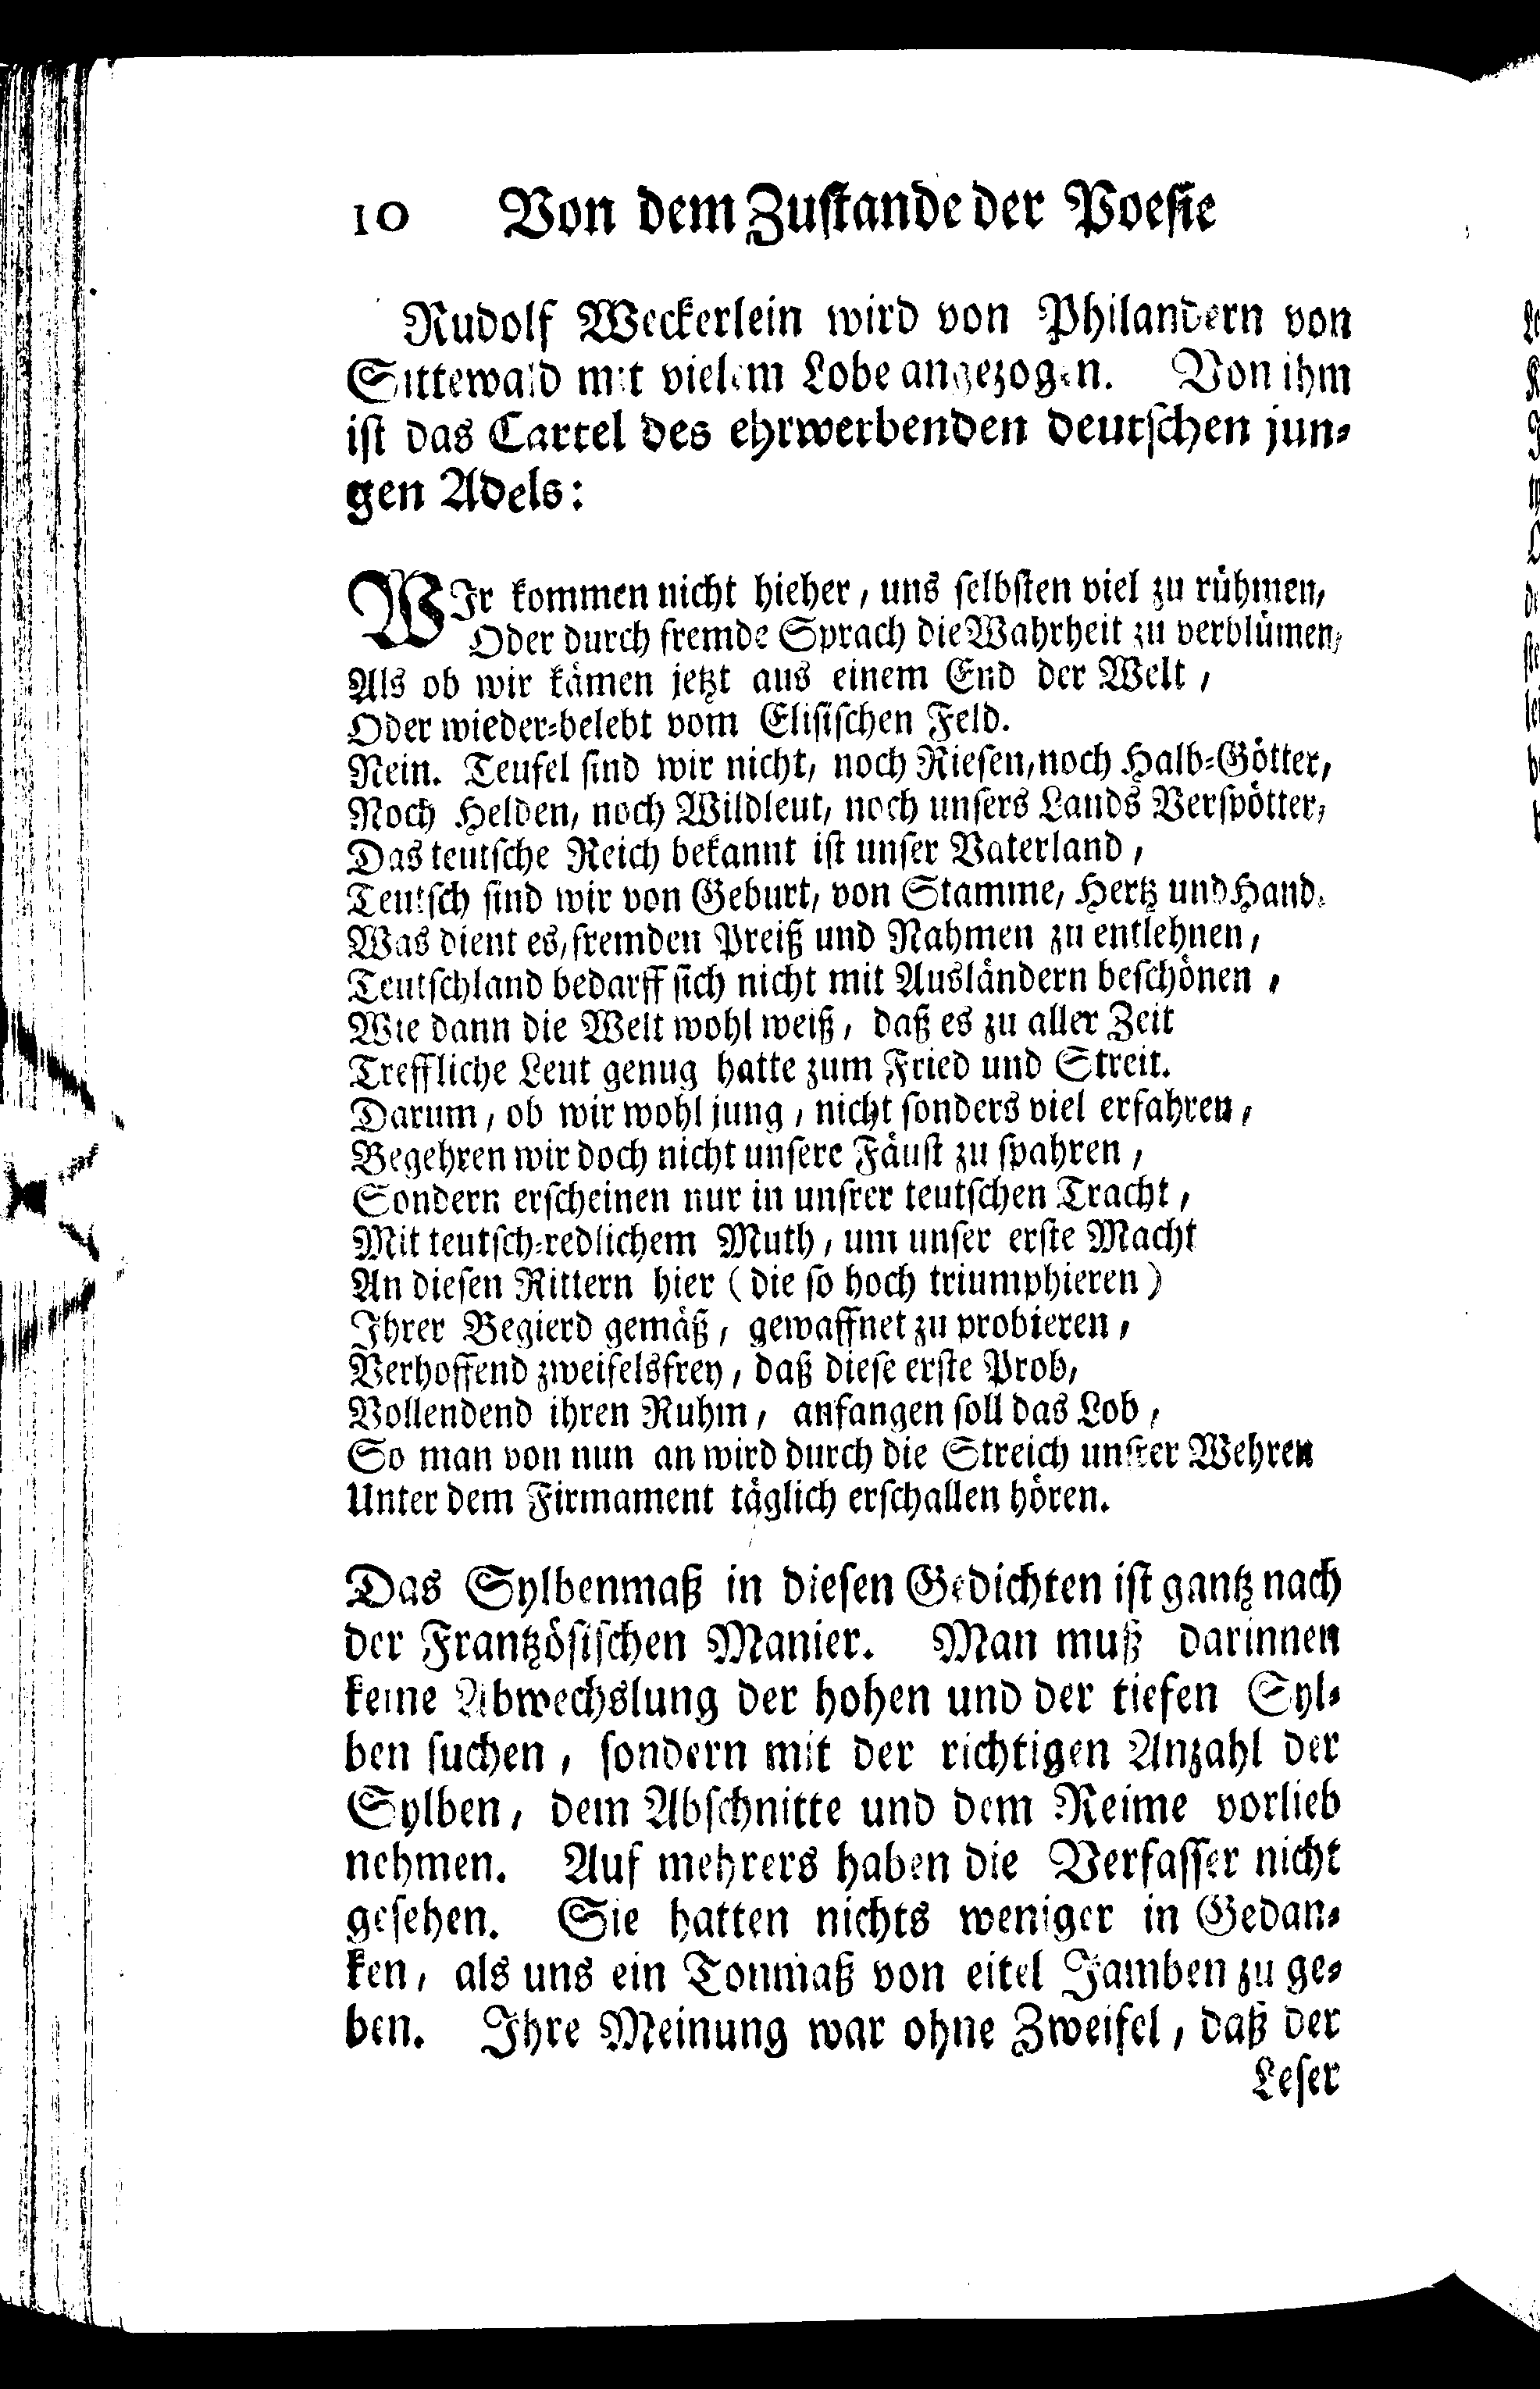 10 Von dem Zustande der Poesie
Rudolf Weckerlein wird von Philandern von
Sittewald mit vielem Lobe angezogen. Von ihm
ist das Cartel des ehrwerbenden deutschen jun-
gen Adels:
WIr kommen nicht hieher, uns selbsten viel zu rühmen,
Oder durch fremde Sprach die Wahrheit zu verblümen,
Als ob wir kämen jetzt aus einem End der Welt,
Oder wieder-belebt vom Elisischen Feld.
Nein. Teufel sind wir nicht, noch Riesen, noch Halb-Götter,
Noch Helden, noch Wildleut, noch unsers Lands Verspötter,
Das teutsche Reich bekannt ist unser Vaterland,
Teutsch sind wir von Geburt, von Stamme, Hertz und Hand.
Was dient es, fremden Preiß und Nahmen zu entlehnen,
Teutschland bedarff sich nicht mit Ausländern beschönen,
Wie dann die Welt wohl weiß, daß es zu aller Zeit
Treffliche Leut genug hatte zum Fried und Streit.
Darum, ob wir wohl jung, nicht sonders viel erfahren,
Begehren wir doch nicht unsere Fäust zu spahren,
Sondern erscheinen nur in unsrer teutschen Tracht,
Mit teutsch-redlichem Muth, um unser erste Macht
An diesen Rittern hier (die so hoch triumphieren)
Ihrer Begierd gemäß, gewaffnet zu probieren,
Verhoffend zweifelsfrey, daß diese erste Prob,
Vollendend ihren Ruhm, anfangen soll das Lob,
So man von nun an wird durch die Streich unsrer Wehren
Unter dem Firmament täglich erschallen hören.
Das Sylbenmaß in diesen Gedichten ist gantz nach
der Frantzösischen Manier. Man muß darinnen
keine Abwechslung der hohen und der tiefen Syl-
ben suchen, sondern mit der richtigen Anzahl der
Sylben, dem Abschnitte und dem Reime vorlieb
nehmen. Auf mehrers haben die Verfasser nicht
gesehen. Sie hatten nichts weniger in Gedan-
ken, als uns ein Tonmaß von eitel Jamben zu ge-
ben. Ihre Meinung war ohne Zweifel, daß der
Leser